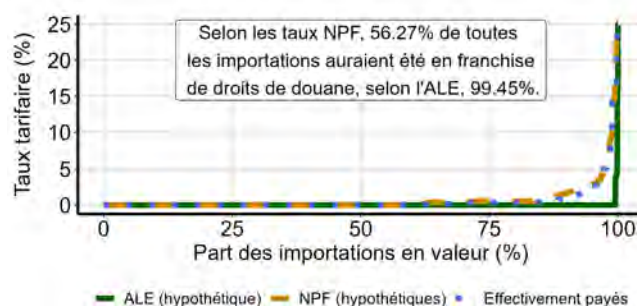 Taux tarifaire (%)
25
20
15
10
5
0
Selon les taux NPF, 56.27% de toutes
les importations auraient été en franchise
de droits de douane, selon l'ALE, 99.45%.
0 25 50 75 100
Part des importations en valeur (%)
ALE (hypothétique) NPF (hypothétiques) Effectivement payés